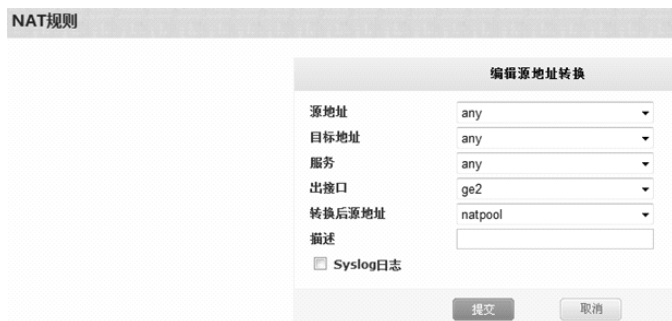 NAT规则
编辑源地址转换
源地址 any
目标地址 any
服务 any
出接口 ge2
转换后源地址 natpool
描述
Syslog日志
提交 取消